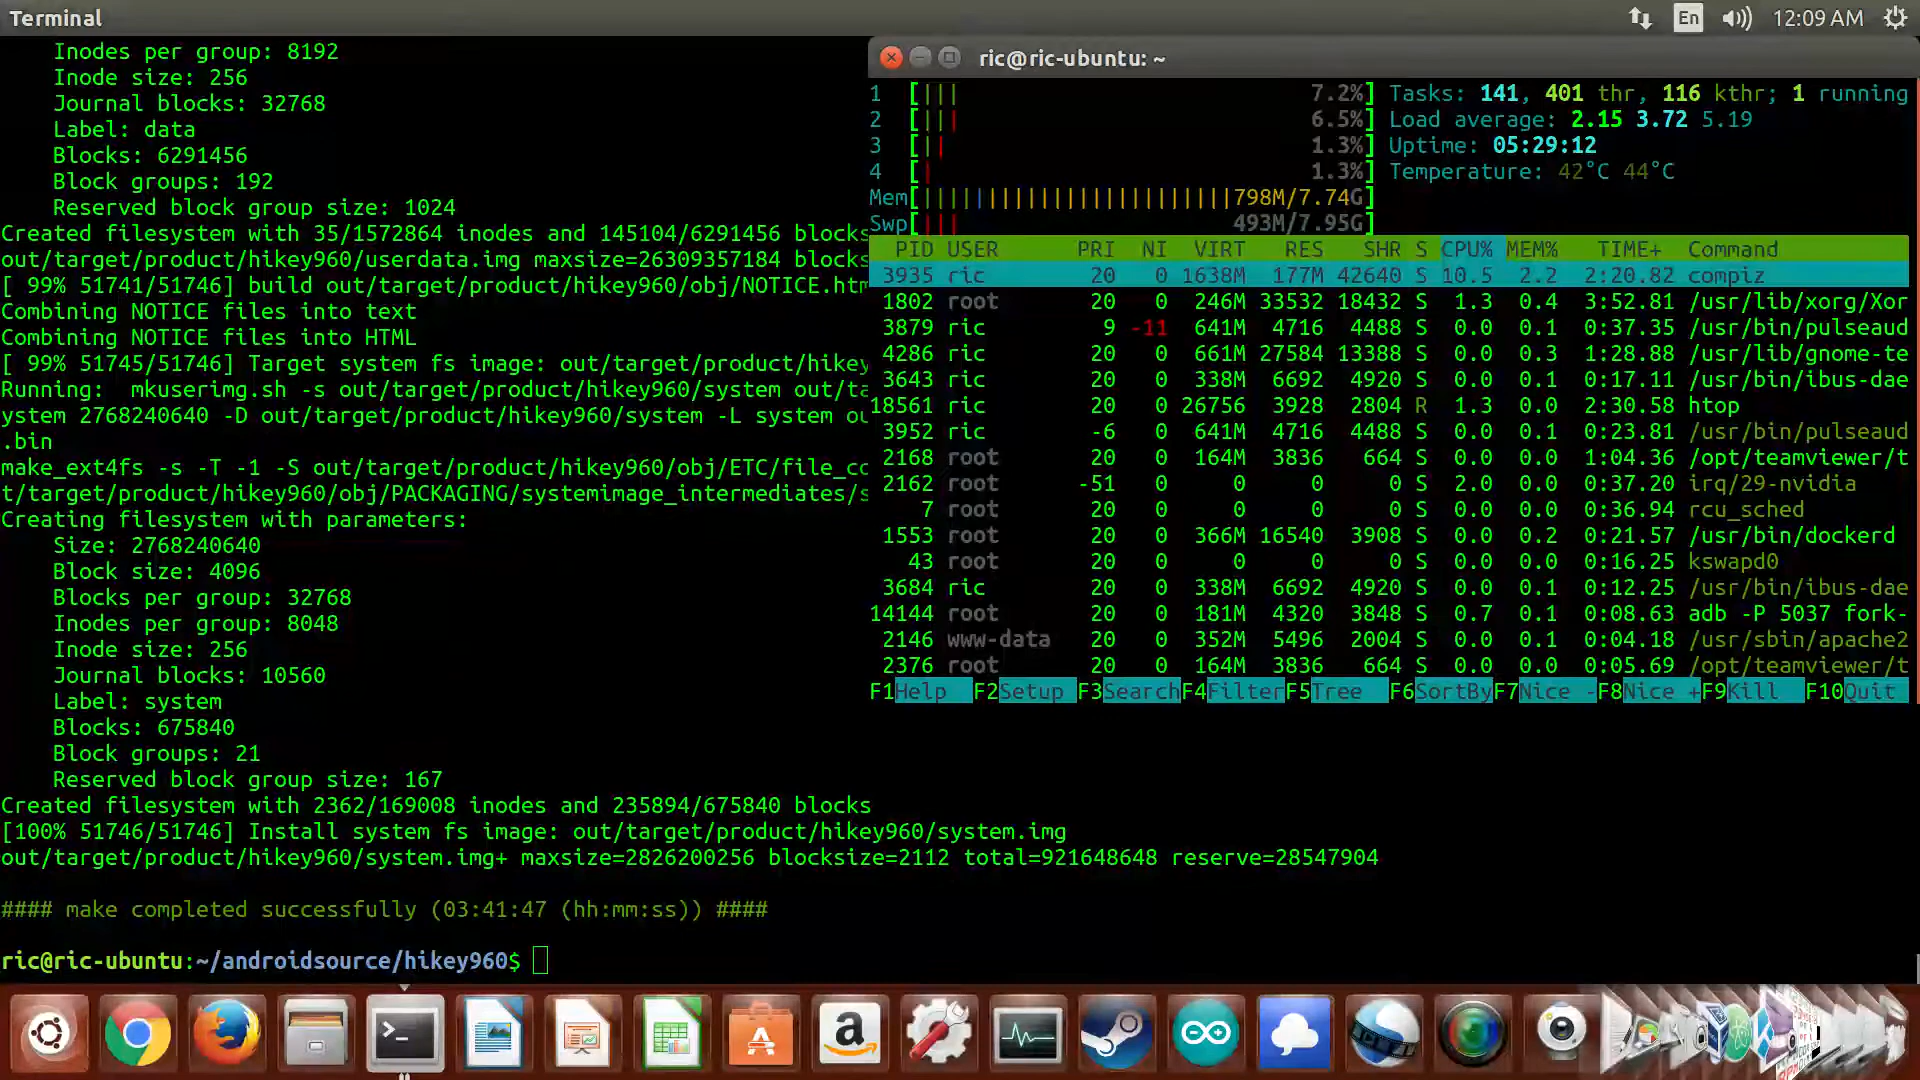 Terminal
En
12:09 AM
Inodes per group: 8192
Inode size: 256
Journal blocks: 32768
Label: data
Blocks: 6291456
Block groups: 192
Reserved block group size: 1024
Created filesystem with 35/1572864 inodes and 145104/6291456 blocks
out/target/product/hikey960/userdata.img maxsize=26309357184 blocks
[ 99% 51741/51746] build out/target/product/hikey960/obj/NOTICE.htm
Combining NOTICE files into text
Combining NOTICE files into HTML
[ 99% 51745/51746] Target system fs image: out/target/product/hikey
Running:  mkuserimg.sh -s out/target/product/hikey960/system out/ta
ystem 2768240640 -D out/target/product/hikey960/system -L system ou
.bin
make_ext4fs -s -T -1 -S out/target/product/hikey960/obj/ETC/file_co
t/target/product/hikey960/obj/PACKAGING/systemimage_intermediates/s
Creating filesystem with parameters:
Size: 2768240640
Block size: 4096
Blocks per group: 32768
Inodes per group: 8048
Inode size: 256
Journal blocks: 10560
Label: system
Blocks: 675840
Block groups: 21
Reserved block group size: 167
Created filesystem with 2362/169008 inodes and 235894/675840 blocks
[100% 51746/51746] Install system fs image: out/target/product/hikey960/system.img
out/target/product/hikey960/system.img+ maxsize=2826200256 blocksize=2112 total=921648648 reserve=28547904
#### make completed successfully (03:41:47 (hh:mm:ss)) ####
ric@ric-ubuntu:~/androidsource/hikey960$
ric@ric-ubuntu: ~
1 [||| 7.2%] Tasks: 141, 401 thr, 116 kthr; 1 running
2 [||| 6.5%] Load average: 2.15 3.72 5.19
3 [|| 1.3%] Uptime: 05:29:12
4 [| 1.3%] Temperature: 42°C 44°C
Mem[||||||||||||||||||||||||798M/7.74G]
Swp[||| 493M/7.95G]
PID USER PRI NI VIRT RES SHR S CPU% MEM% TIME+ Command
3935 ric 20 0 1638M 177M 42640 S 10.5 2.2 2:20.82 compiz
1802 root 20 0 246M 33532 18432 S 1.3 0.4 3:52.81 /usr/lib/xorg/Xor
3879 ric 9 -11 641M 4716 4488 S 0.0 0.1 0:37.35 /usr/bin/pulseaud
4286 ric 20 0 661M 27584 13388 S 0.0 0.3 1:28.88 /usr/lib/gnome-te
3643 ric 20 0 338M 6692 4920 S 0.0 0.1 0:17.11 /usr/bin/ibus-dae
18561 ric 20 0 26756 3928 2804 R 1.3 0.0 2:30.58 htop
3952 ric -6 0 641M 4716 4488 S 0.0 0.1 0:23.81 /usr/bin/pulseaud
2168 root 20 0 164M 3836 664 S 0.0 0.0 1:04.36 /opt/teamviewer/t
2162 root -51 0 0 0 0 S 2.0 0.0 0:37.20 irq/29-nvidia
7 root 20 0 0 0 0 S 0.0 0.0 0:36.94 rcu_sched
1553 root 20 0 366M 16540 3908 S 0.0 0.2 0:21.57 /usr/bin/dockerd
43 root 20 0 0 0 0 S 0.0 0.0 0:16.25 kswapd0
3684 ric 20 0 338M 6692 4920 S 0.0 0.1 0:12.25 /usr/bin/ibus-dae
14144 root 20 0 181M 4320 3848 S 0.7 0.1 0:08.63 adb -P 5037 fork-
2146 www-data 20 0 352M 5496 2004 S 0.0 0.1 0:04.18 /usr/sbin/apache2
2376 root 20 0 164M 3836 664 S 0.0 0.0 0:05.69 /opt/teamviewer/t
F1Help F2Setup F3SearchF4FilterF5Tree F6SortByF7Nice -F8Nice +F9Kill F10Quit